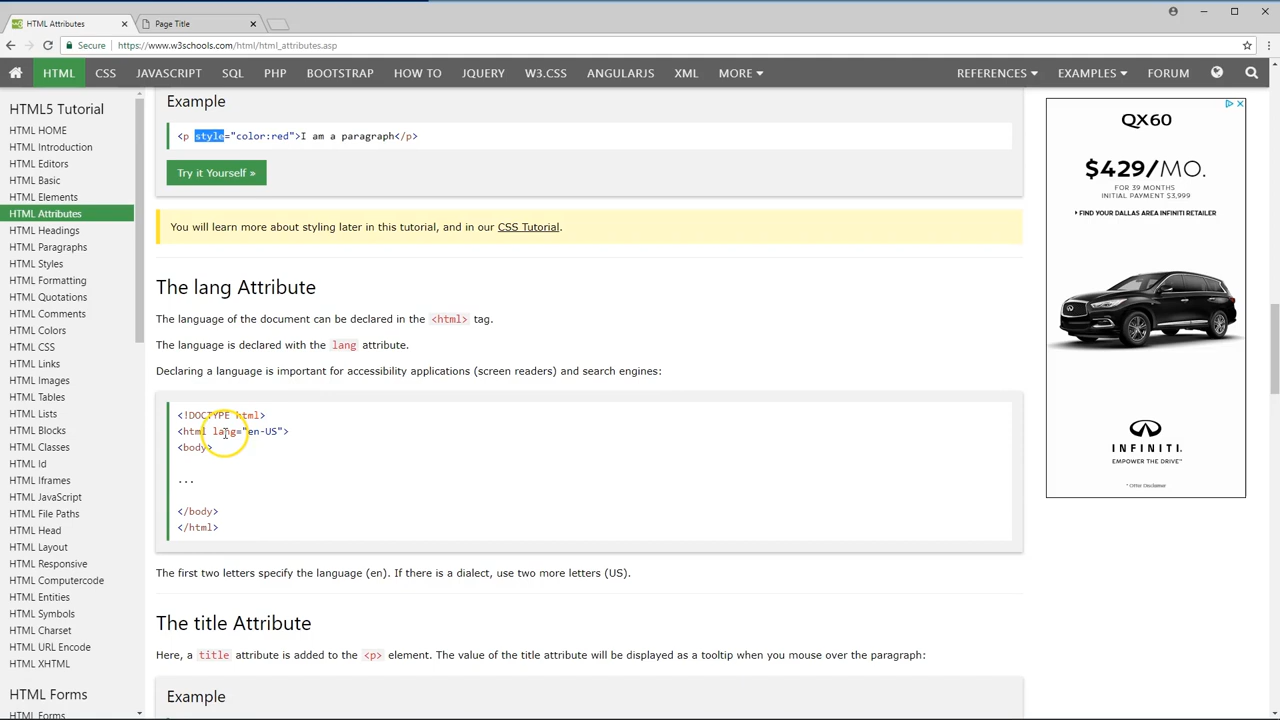 HTML Attributes
Page Title
Secure
https://www.w3schools.com/html/html_attributes.asp
HTML CSS JAVASCRIPT SQL PHP BOOTSTRAP HOW TO JQUERY W3.CSS ANGULARJS XML MORE REFERENCES EXAMPLES FORUM
HTML5 Tutorial
HTML HOME
HTML Introduction
HTML Editors
HTML Basic
HTML Elements
HTML Attributes
HTML Headings
HTML Paragraphs
HTML Styles
HTML Formatting
HTML Quotations
HTML Comments
HTML Colors
HTML CSS
HTML Links
HTML Images
HTML Tables
HTML Lists
HTML Blocks
HTML Classes
HTML Id
HTML Iframes
HTML JavaScript
HTML File Paths
HTML Head
HTML Layout
HTML Responsive
HTML Computercode
HTML Entities
HTML Symbols
HTML Charset
HTML URL Encode
HTML XHTML
HTML Forms
HTML Forms
Example
<p style="color:red">I am a paragraph</p>
Try it Yourself »
You will learn more about styling later in this tutorial, and in our CSS Tutorial.
The lang Attribute
The language of the document can be declared in the <html> tag.
The language is declared with the lang attribute.
Declaring a language is important for accessibility applications (screen readers) and search engines:
<!DOCTYPE html>
<html lang="en-US">
<body>
...
</body>
</html>
The first two letters specify the language (en). If there is a dialect, use two more letters (US).
The title Attribute
Here, a title attribute is added to the <p> element. The value of the title attribute will be displayed as a tooltip when you mouse over the paragraph:
Example
QX60
$429/MO.
FOR 39 MONTHS
INITIAL PAYMENT $3,999
FIND YOUR DALLAS AREA INFINITI RETAILER
INFINITI
EMPOWER THE DRIVE™
* Offer Disclaimer